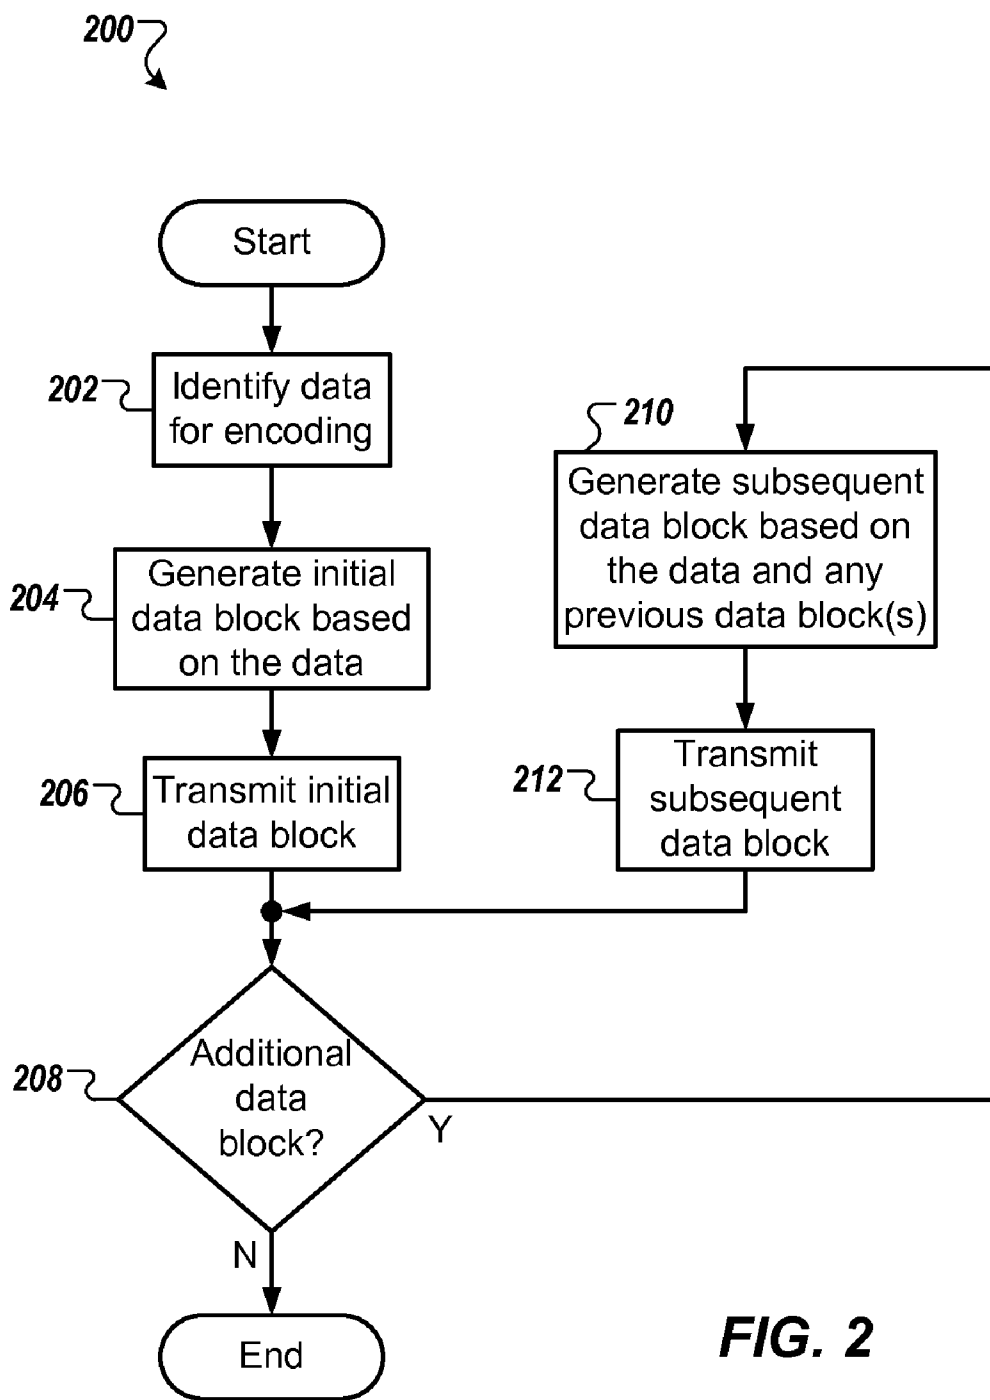 200
Start
202
Identify data
for encoding
204
Generate initial
data block based
on the data
206
Transmit initial
data block
208
Additional
data
block?
Y
N
End
210
Generate subsequent
data block based on
the data and any
previous data block(s)
212
Transmit
subsequent
data block
FIG. 2